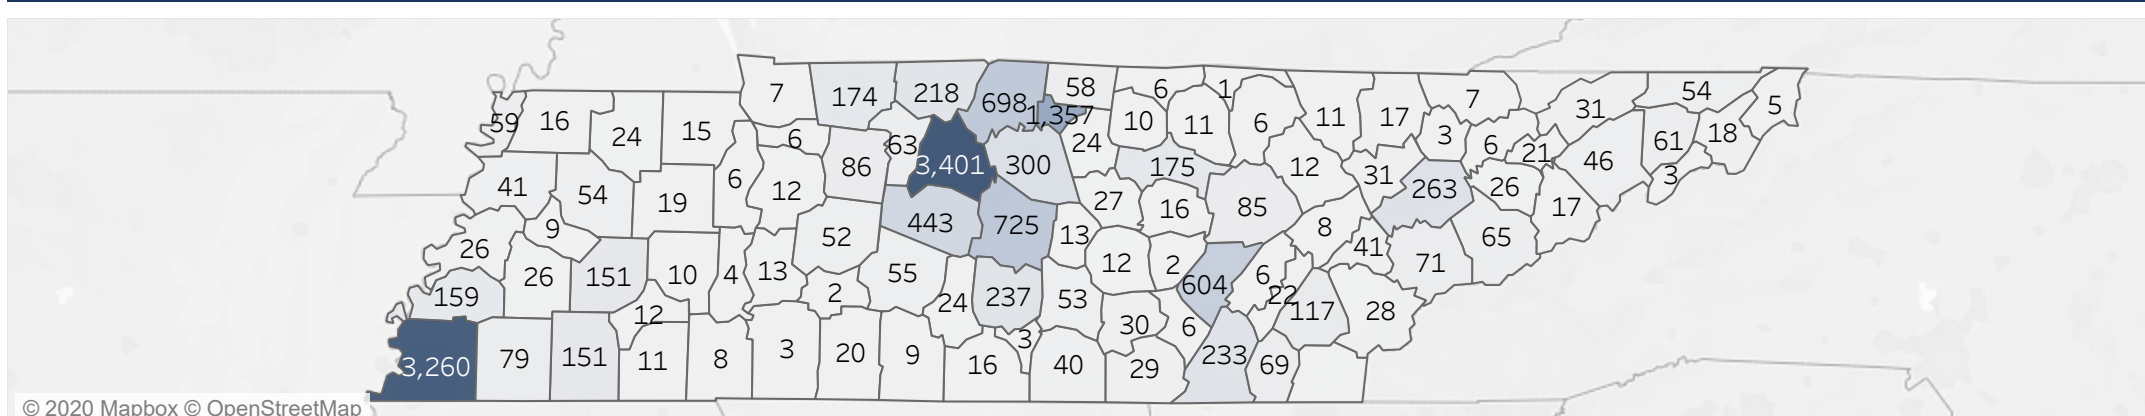 7 174 218 698 58 6 1 11 17 7 31 54 5
59 16 24 15 6 63 1,357 10 11 6 3 6 21 61 18
41 54 19 6 12 86 3,401 300 24 175 12 31 263 26 46 3
9 52 443 725 27 16 85 8 41 65 17
26 26 151 10 4 13 55 13 12 2 604 6 71
159 12 2 24 237 53 22 117 28
3,260 79 151 11 8 3 20 9 16 3 40 30 29 6 233 69
© 2020 Mapbox © OpenStreetMap